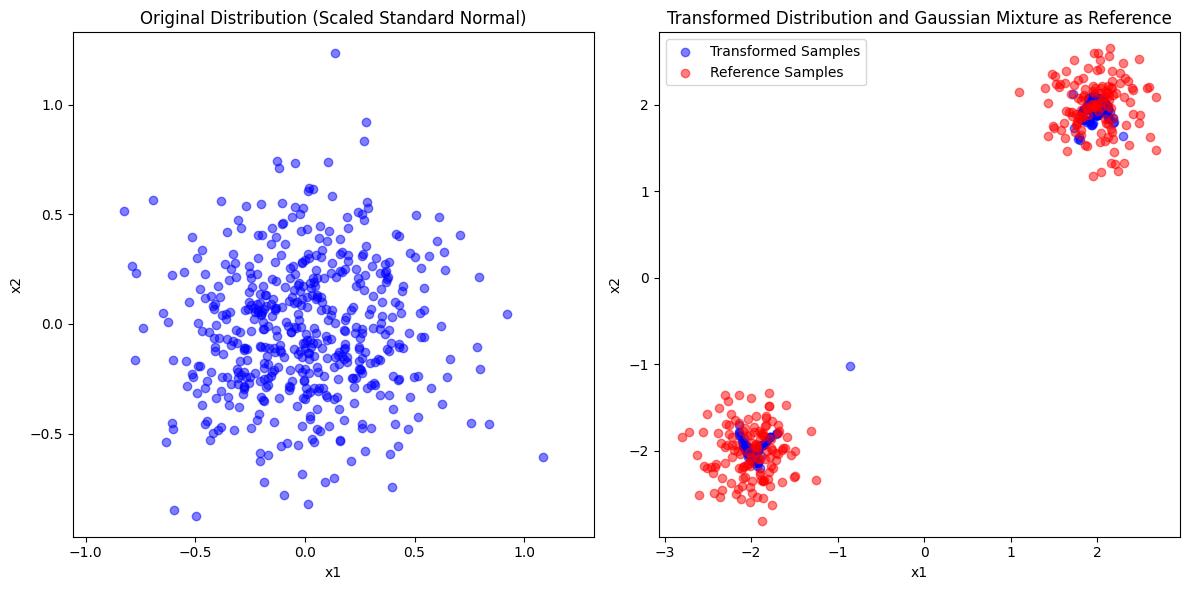 Original Distribution (Scaled Standard Normal)
x2
1.0
0.5
0.0
−0.5
−1.0
−0.5
0.0
0.5
1.0
x1
Transformed Distribution and Gaussian Mixture as Reference
Transformed Samples
Reference Samples
x2
2
1
0
−1
−2
−3
−2
−1
0
1
2
x1